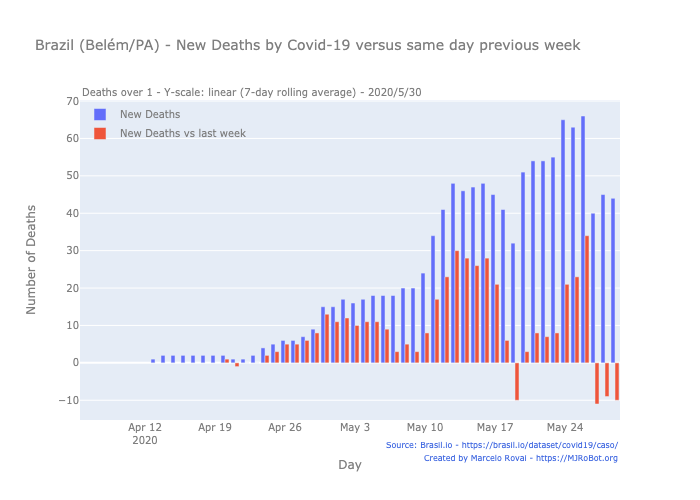 Brazil (Belém/PA) - New Deaths by Covid-19 versus same day previous week
Deaths over 1 - Y-scale: linear (7-day rolling average) - 2020/5/30
New Deaths
New Deaths vs last week
Number of Deaths
70
60
50
40
30
20
10
0
−10
Apr 12
2020
Apr 19
Apr 26
May 3
May 10
May 17
May 24
Day
Source: Brasil.io - https://brasil.io/dataset/covid19/caso/
Created by Marcelo Rovai - https://MJRoBot.org